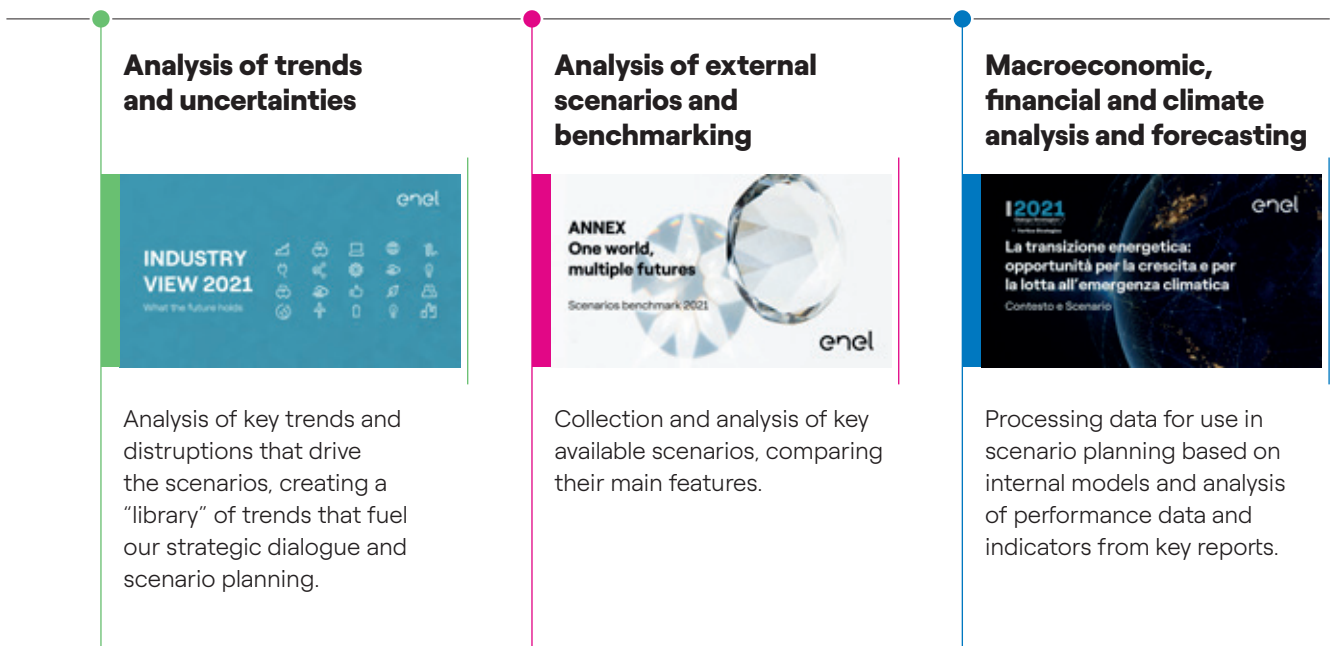 Analysis of trends
and uncertainties
enel
INDUSTRY
VIEW 2021
What the future holds
Analysis of key trends and
distruptions that drive
the scenarios, creating a
“library” of trends that fuel
our strategic dialogue and
scenario planning.
Analysis of external
scenarios and
benchmarking
ANNEX
One world,
multiple futures
Scenarios benchmark 2021
enel
Collection and analysis of key
available scenarios, comparing
their main features.
Macroeconomic,
financial and climate
analysis and forecasting
2021
enel
La transizione energetica:
opportunità per la crescita e per
la lotta all’emergenza climatica
Contesto e Scenario
Processing data for use in
scenario planning based on
internal models and analysis
of performance data and
indicators from key reports.